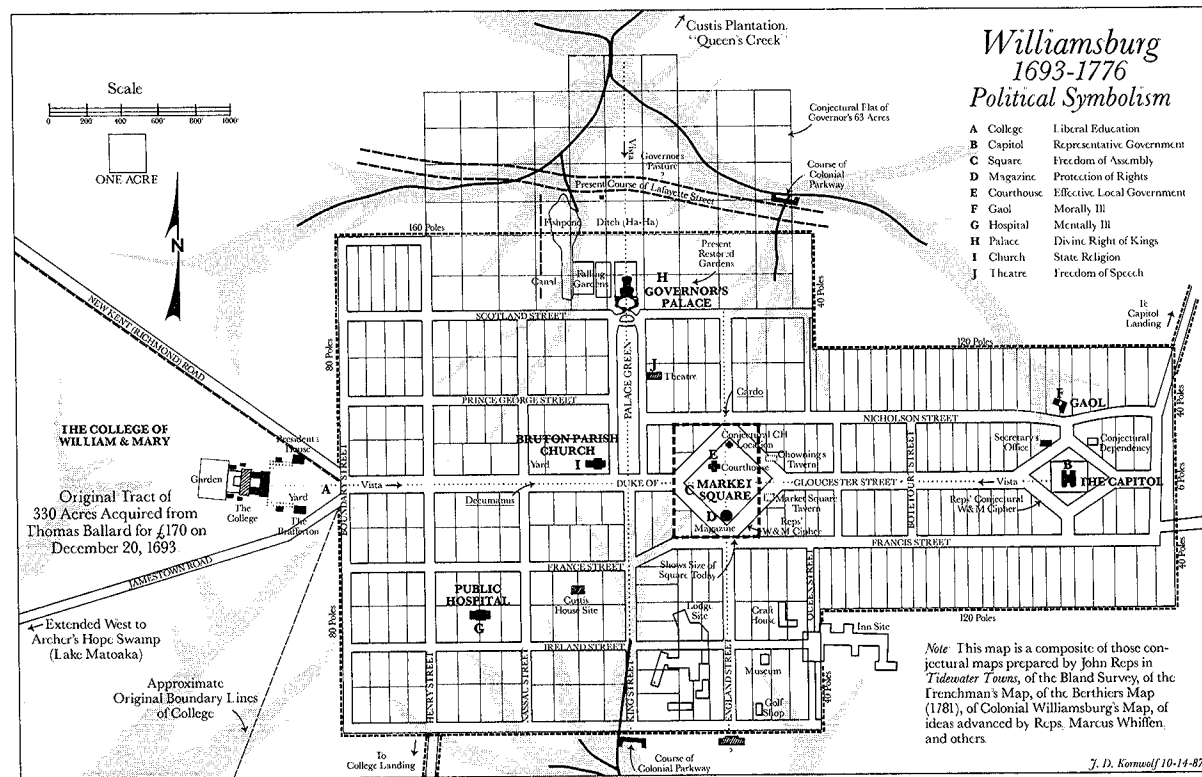 Custis Plantation,
"Queen's Creek"
Williamsburg
1693-1776
Political Symbolism
A College Liberal Education
B Capitol Representative Government
C Square Freedom of Assembly
D Magazine Protection of Rights
E Courthouse Effective Local Government
F Gaol Morally Ill
G Hospital Mentally Ill
H Palace Divine Right of Kings
I Church State Religion
J Theatre Freedom of Speech
Scale
0 200 400 600 800' 1000'
ONE ACRE
N
Conjectural Plat of
Governor's 63 Acres
Vista
Governor's
Pasture
?
Course of
Colonial
Parkway
Present Course of Lafayette Street
Fishpond
Ditch (Ha-Ha)
160 Poles
Present
Restored
Gardens
Canal
Falling
Gardens
H
GOVERNOR'S
PALACE
40 Poles
To
Capitol
Landing
SCOTLAND STREET
NEW KENT (RICHMOND) ROAD
80 Poles
120 Poles
J
Theatre
PALACE GREEN
Cardo
PRINCE GEORGE STREET
F
GAOL
40 Poles
NICHOLSON STREET
THE COLLEGE OF
WILLIAM & MARY
President's
House
BRUTON PARISH
CHURCH
Yard I
Conjectural CH
Location
E
Courthouse
Chownings
Tavern
Secretary's
Office
Conjectural
Dependency
Garden
A
Vista
DUKE OF
MARKET
SQUARE
GLOUCESTER STREET
Vista
B
THE CAPITOL
BOUNDARY STREET
Decumanus
C
Market Square
Tavern
BOTETOURT STREET
Reps' Conjectural
W&M Cipher
The
College
Yard
The
Brafferton
D
Magazine
Reps'
W&M Cipher
Original Tract of
330 Acres Acquired from
Thomas Ballard for £170 on
December 20, 1693
FRANCIS STREET
40 Poles
JAMESTOWN ROAD
FRANCE STREET
Shows Size of
Square Today
QUEEN STREET
PUBLIC
HOSPITAL
G
Custis
House Site
80 Poles
Lodge
Site
Craft
House
120 Poles
Inn Site
Extended West to
Archer's Hope Swamp
(Lake Matoaka)
IRELAND STREET
Museum
Approximate
Original Boundary Lines
of College
HENRY STREET
NASSAU STREET
KING STREET
ENGLAND STREET
Golf
Shop
40 Poles
?
To
College Landing
Course of
Colonial Parkway
Note: This map is a composite of those con-
jectural maps prepared by John Reps in
Tidewater Towns, of the Bland Survey, of the
Frenchman's Map, of the Berthiers Map
(1781), of Colonial Williamsburg's Map, of
ideas advanced by Reps, Marcus Whiffen,
and others.